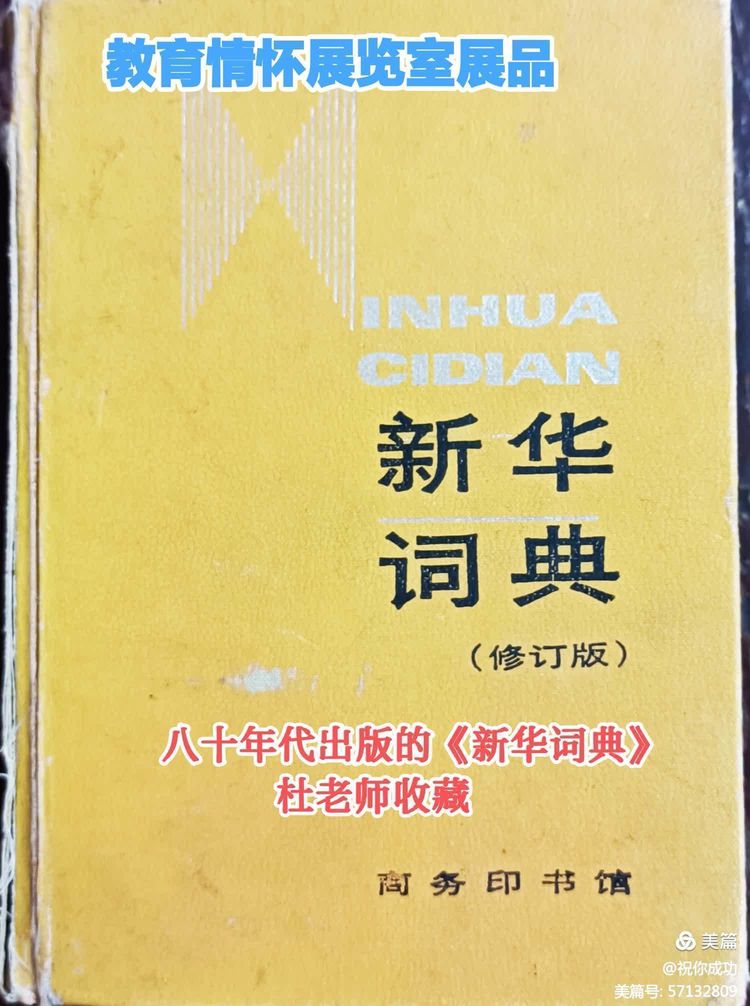 教育情怀展览室展品
XINHUA
CIDIAN
新华
词典
（修订版）
八十年代出版的《新华词典》
杜老师收藏
商务印书馆
美篇
@祝你成功
美篇号: 57132809